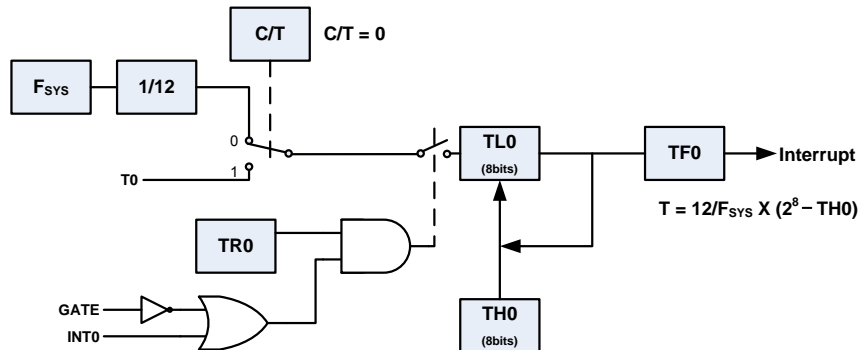 C/T C/T = 0
FSYS 1/12
0
1
T0
TL0
(8bits)
TF0
Interrupt
T = 12/FSYS X (2⁸ – TH0)
TR0
GATE
INT0
TH0
(8bits)